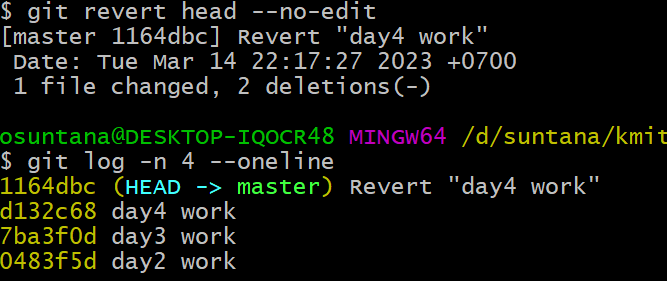 $ git revert head --no-edit
[master 1164dbc] Revert "day4 work"
 Date: Tue Mar 14 22:17:27 2023 +0700
 1 file changed, 2 deletions(-)
osuntana@DESKTOP-IQOCR48 MINGW64 /d/suntana/kmit
$ git log -n 4 --oneline
1164dbc (HEAD -> master) Revert "day4 work"
d132c68 day4 work
7ba3f0d day3 work
0483f5d day2 work